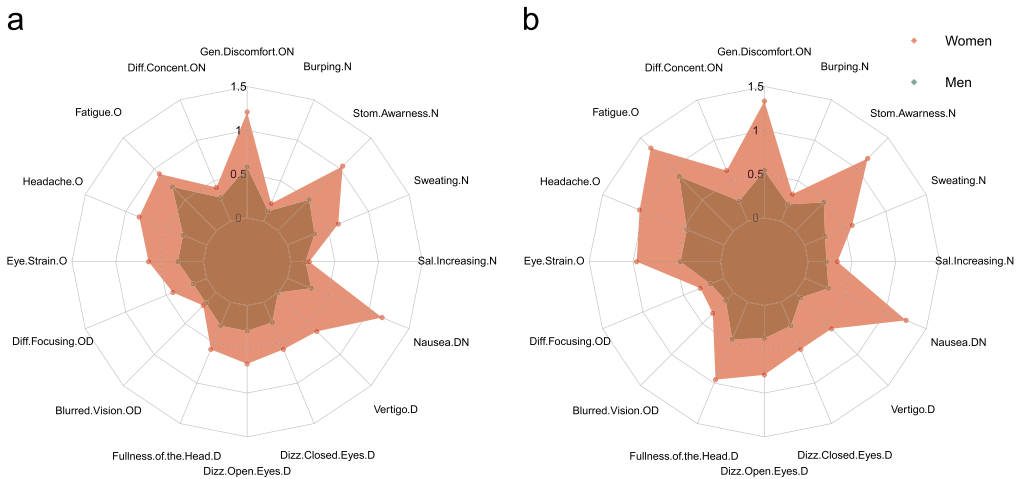 a
Gen.Discomfort.ON
Diff.Concent.ON
Burping.N
Fatigue.O
Stom.Awarness.N
Headache.O
Sweating.N
Eye.Strain.O
Sal.Increasing.N
Diff.Focusing.OD
Nausea.DN
Blurred.Vision.OD
Vertigo.D
Fullness.of.the.Head.D
Dizz.Closed.Eyes.D
Dizz.Open.Eyes.D
1.5
1
0.5
0
b
Women
Men
Gen.Discomfort.ON
Diff.Concent.ON
Burping.N
Fatigue.O
Stom.Awarness.N
Headache.O
Sweating.N
Eye.Strain.O
Sal.Increasing.N
Diff.Focusing.OD
Nausea.DN
Blurred.Vision.OD
Vertigo.D
Fullness.of.the.Head.D
Dizz.Closed.Eyes.D
Dizz.Open.Eyes.D
1.5
1
0.5
0